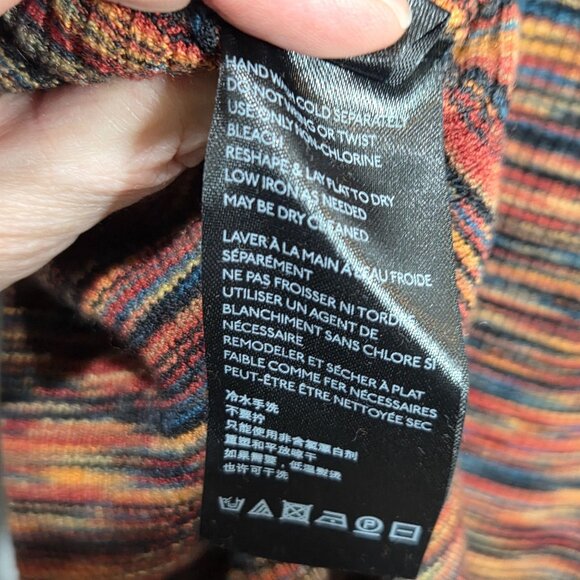 HAND W COLD SEPARATELY
DO NOT WRING OR TWIST
USE ONLY NON-CHLORINE
BLEACH
RESHAPE & LAY FLAT TO DRY
LOW IRON AS NEEDED
MAY BE DRY CLEANED
LAVER À LA MAIN À L'EAU FROIDE
SÉPARÉMENT
NE PAS FROISSER NI TORDRE
UTILISER UN AGENT DE
BLANCHIMENT SANS CHLORE SI
NÉCESSAIRE
REMODELER ET SÉCHER À PLAT
FAIBLE COMME FER NÉCESSAIRES
PEUT-ÊTRE ÊTRE NETTOYÉE SEC
冷水手洗
不要拧
只能使用非含氯漂白剂
重塑和平放晾干
如果需要，低温熨烫
也许可干洗